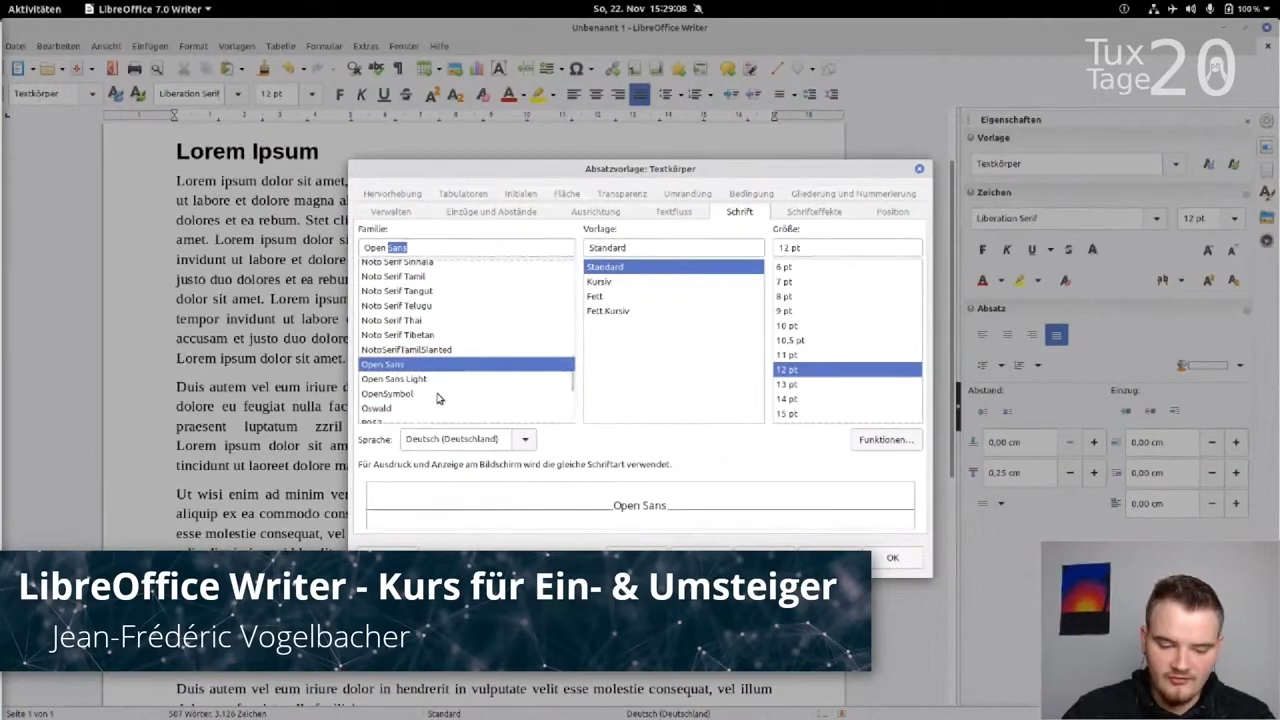 Aktivitäten
LibreOffice 7.0 Writer
So, 22. Nov 15:29:08
100 %
Unbenannt 1 - LibreOffice Writer
Datei Bearbeiten Ansicht Einfügen Format Vorlagen Tabelle Formular Extras Fenster Hilfe
Tux
Tage 20
Textkörper Liberation Serif 12 pt
Lorem Ipsum
Lorem ipsum dolor sit amet,
ut labore et dolore magna al
dolores et ea rebum. Stet cli
Lorem ipsum dolor sit amet,
invidunt ut labore et dolore
justo duo dolores et ea reb
dolor sit amet. Lorem ips
tempor invidunt ut labore
accusam et justo duo dolo
Lorem ipsum dolor sit amet.
Duis autem vel eum iriure
dolore eu feugiat nulla
praesent luptatum zzril
Lorem ipsum dolor sit
tincidunt ut laoreet dolore m
Ut wisi enim ad minim ver
aliquip ex ea commodo cons
esse molestie consequat, vel
Duis autem vel eum iriure dolor in hendrerit in vulputate velit esse molestie consequat, vel illum
Absatzvorlage: Textkörper
Hervorhebung Tabulatoren Initialen Fläche Transparenz Umrandung Bedingung Gliederung und Nummerierung
Verwalten Einzüge und Abstände Ausrichtung Textfluss Schrift Schrifteffekte Position
Familie: Vorlage: Größe:
Open Sans Standard 12 pt
Noto Serif Sinhala
Noto Serif Tamil
Noto Serif Tangut
Noto Serif Telugu
Noto Serif Thai
Noto Serif Tibetan
NotoSerifTamilSlanted
Open Sans
Open Sans Light
OpenSymbol
Oswald
Standard
Kursiv
Fett
Fett Kursiv
6 pt
7 pt
8 pt
9 pt
10 pt
10,5 pt
11 pt
12 pt
13 pt
14 pt
15 pt
Sprache: Deutsch (Deutschland) Funktionen...
Für Ausdruck und Anzeige am Bildschirm wird die gleiche Schriftart verwendet.
Open Sans
OK
Eigenschaften
Vorlage
Textkörper
Zeichen
Liberation Serif 12 pt
Absatz
Abstand: Einzug:
0,00 cm 0,00 cm
0,25 cm 0,00 cm
0,00 cm
LibreOffice Writer - Kurs für Ein- & Umsteiger
Jean-Frédéric Vogelbacher
Seite 1 von 1 507 Wörter, 3.126 Zeichen Standard Deutsch (Deutschland)